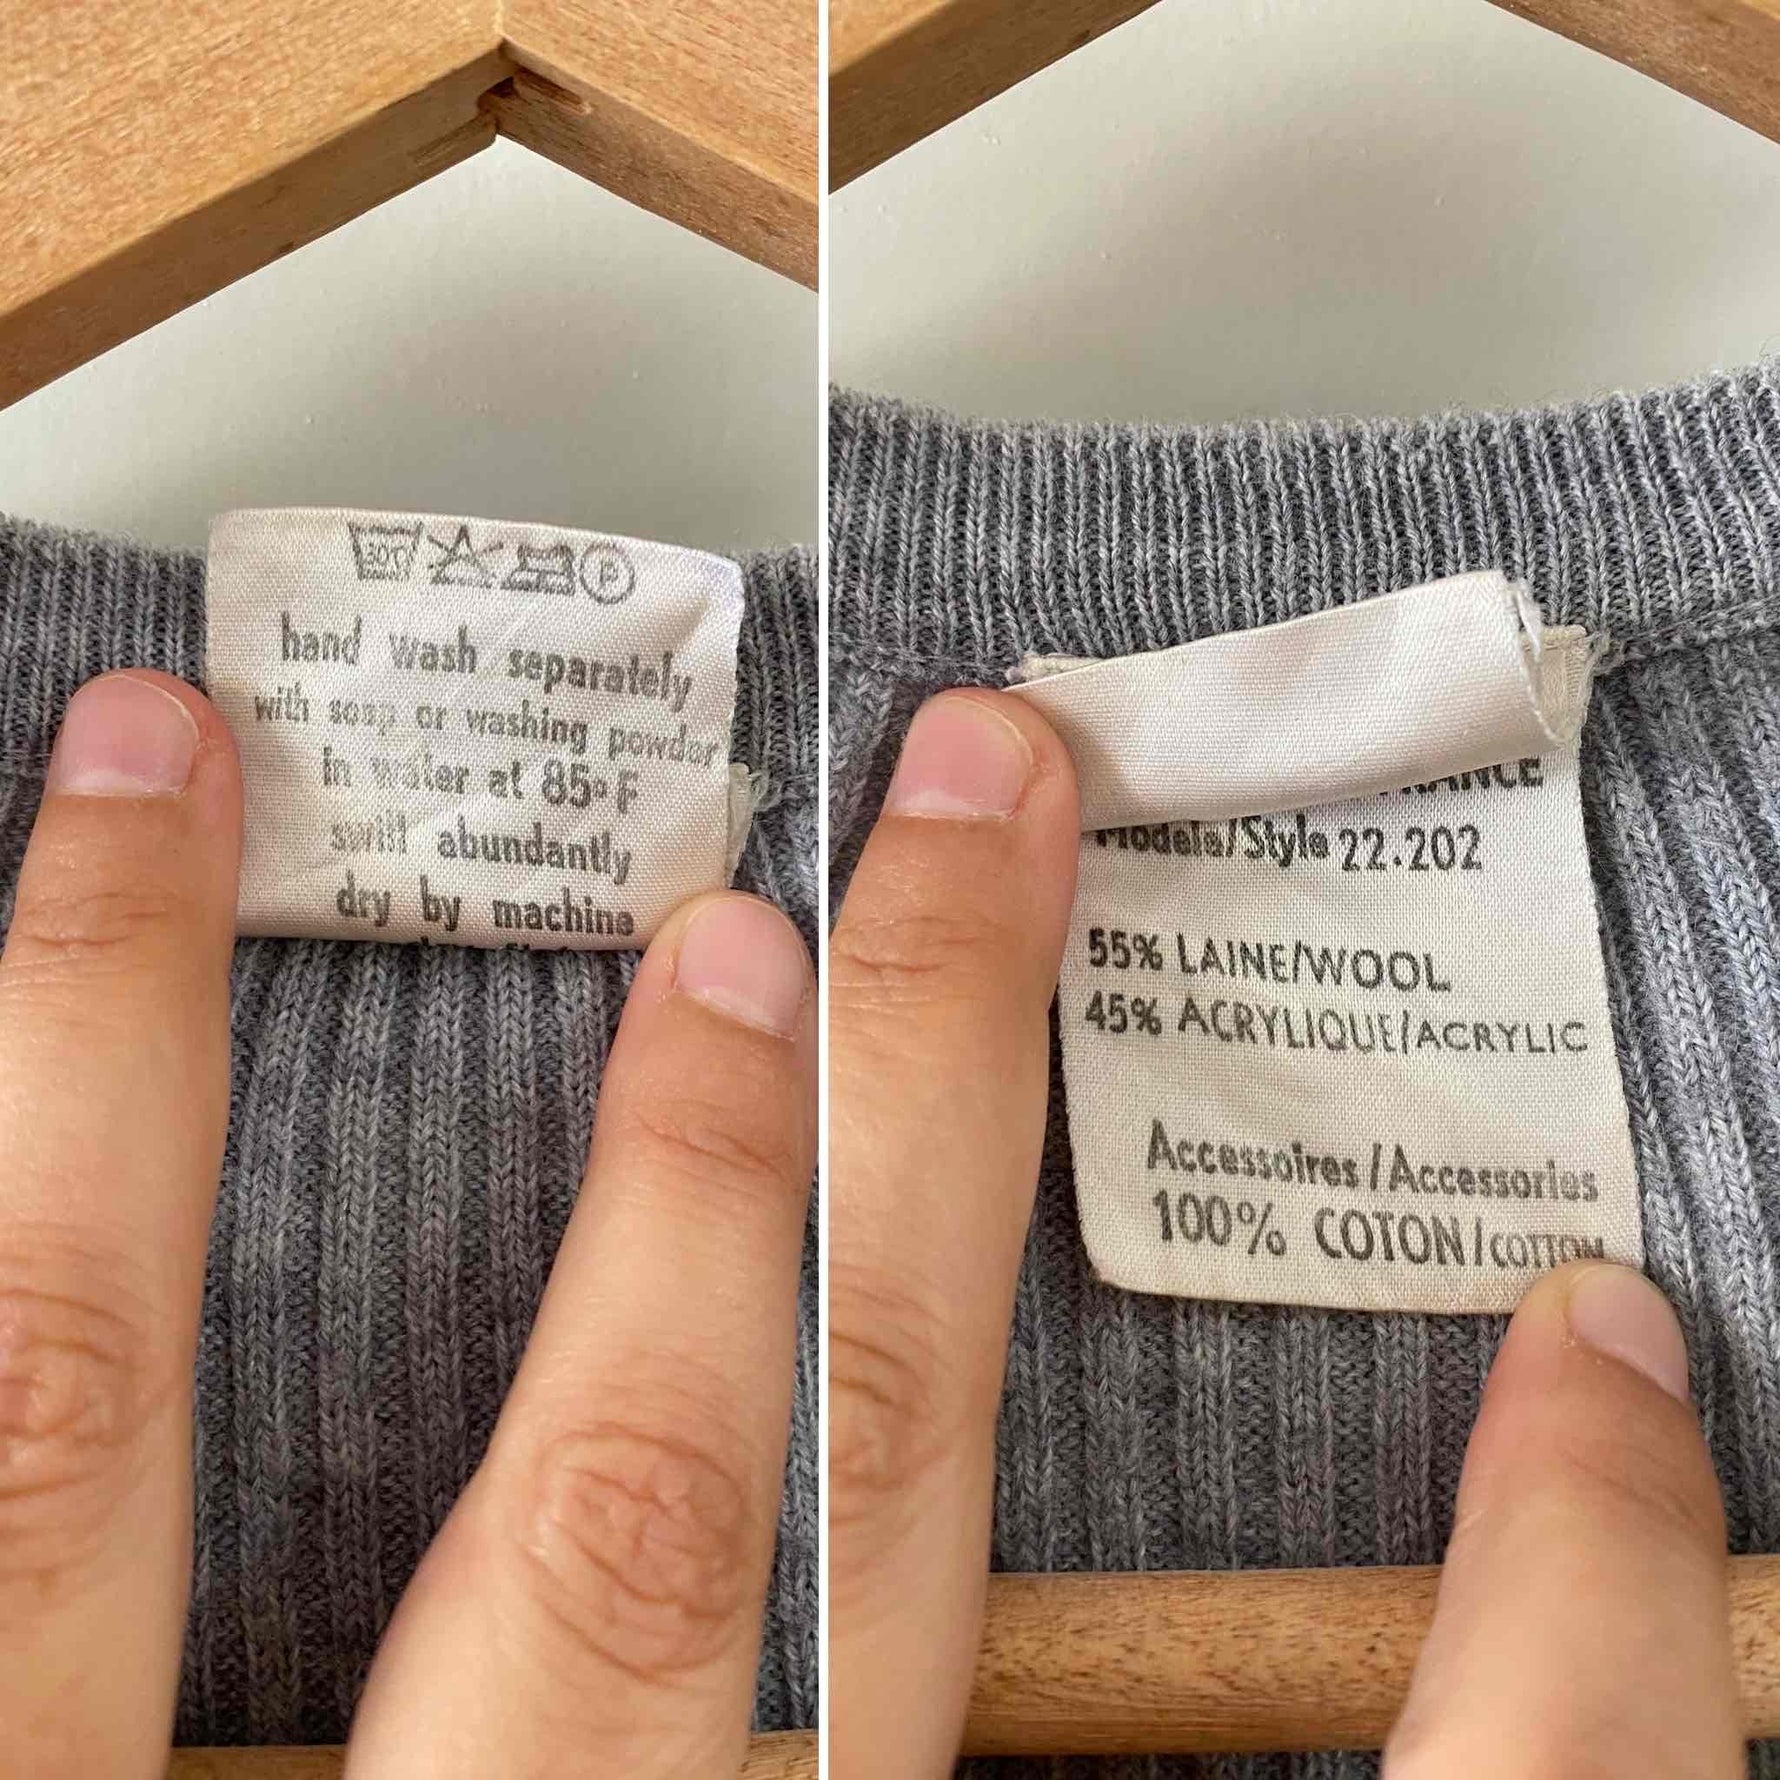 30°
P
hand wash separately
with soap or washing powder
in water at 85° F
swill abundantly
dry by machine
Modele/Style 22.202
55% LAINE/WOOL
45% ACRYLIQUE/ACRYLIC
Accessoires/Accessories
100% COTON/COTTON